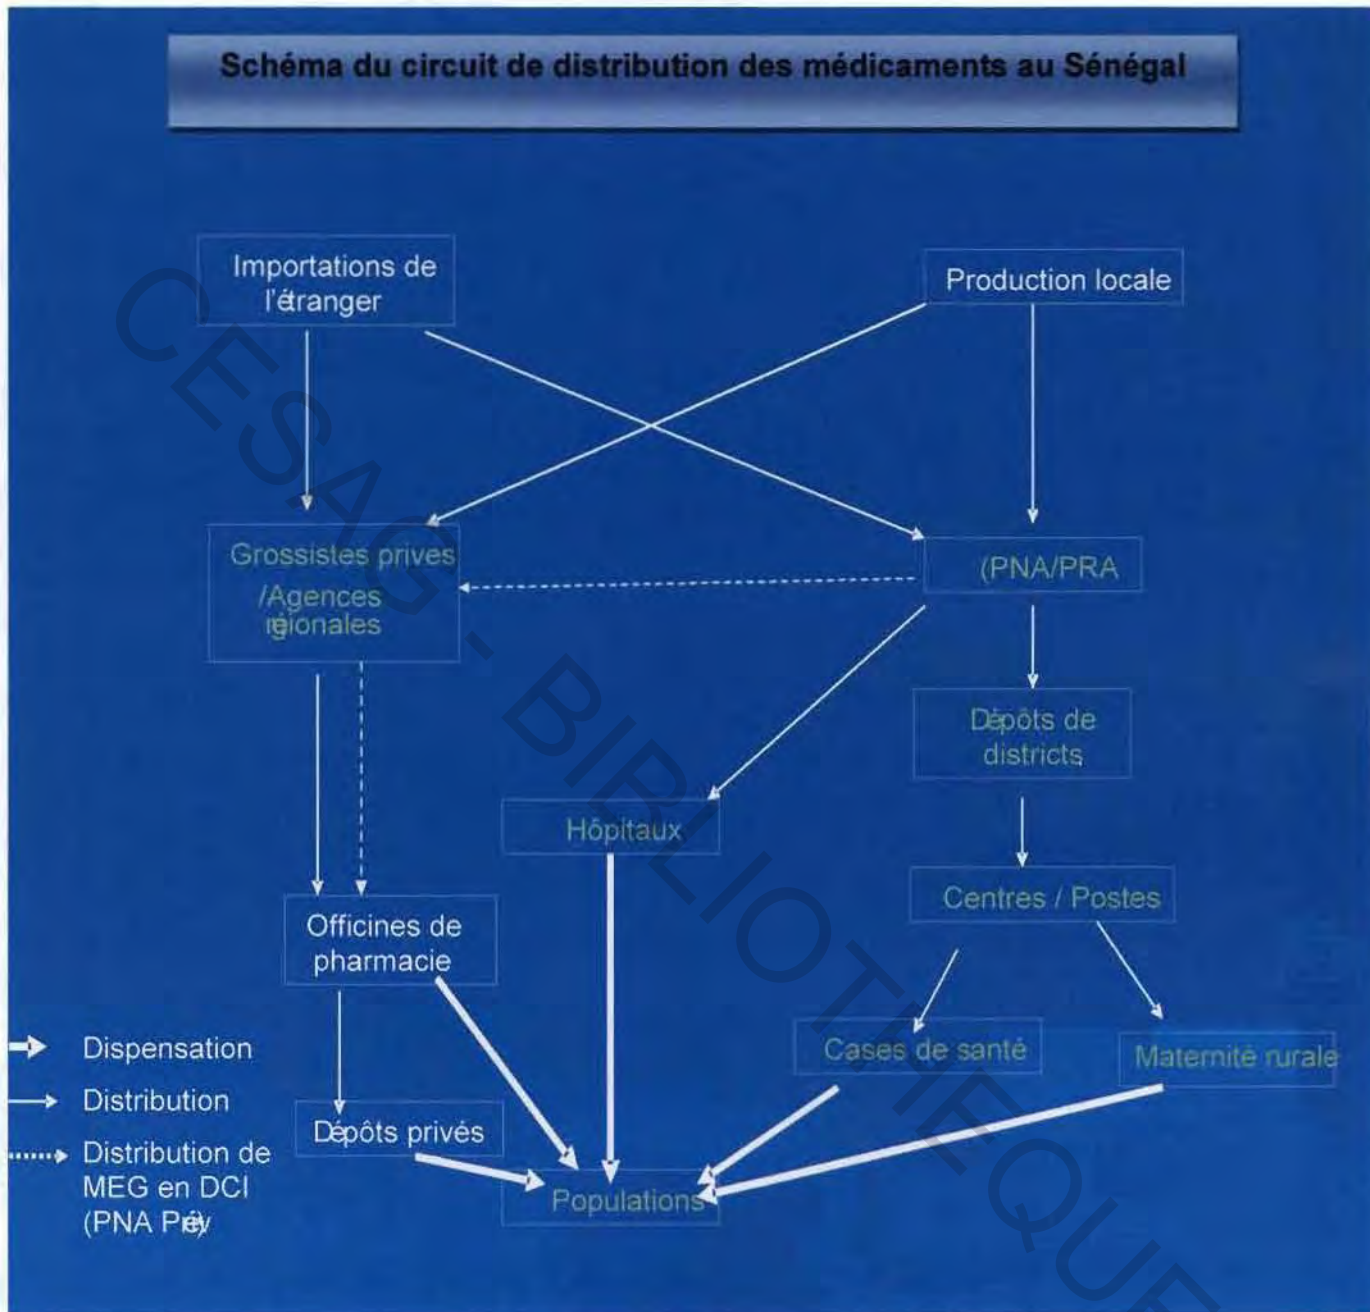 Schéma du circuit de distribution des médicaments au Sénégal
Importations de
l'étranger
Production locale
Grossistes prives
/Agences
régionales
(PNA/PRA
Dépôts de
districts
Hôpitaux
Centres / Postes
Officines de
pharmacie
Cases de santé
Maternité rurale
Dépôts privés
Populations
Dispensation
Distribution
Distribution de
MEG en DCI
(PNA
CESAG - BIBLIOTHEQUE